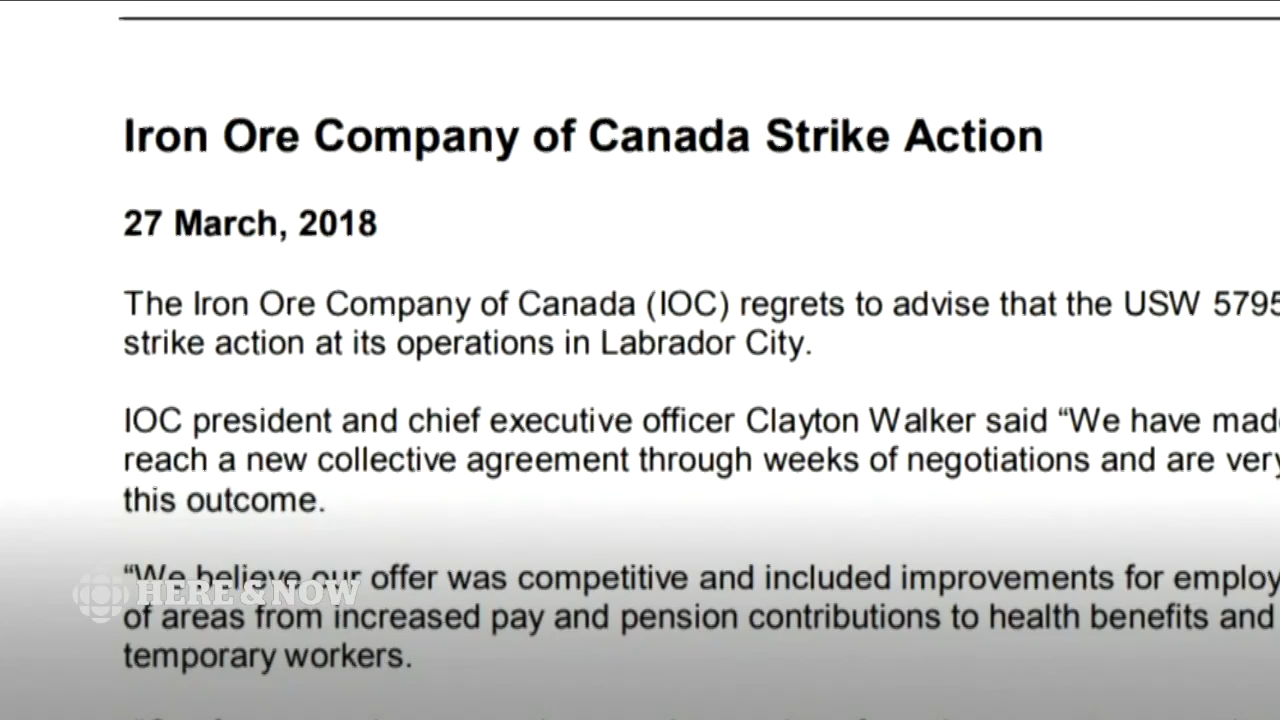 Iron Ore Company of Canada Strike Action
27 March, 2018
The Iron Ore Company of Canada (IOC) regrets to advise that the USW 5795
strike action at its operations in Labrador City.
IOC president and chief executive officer Clayton Walker said “We have
reach a new collective agreement through weeks of negotiations and are
this outcome.
“We believe our offer was competitive and included improvements for
of areas from increased pay and pension contributions to health benefits and
temporary workers.
HERE & NOW